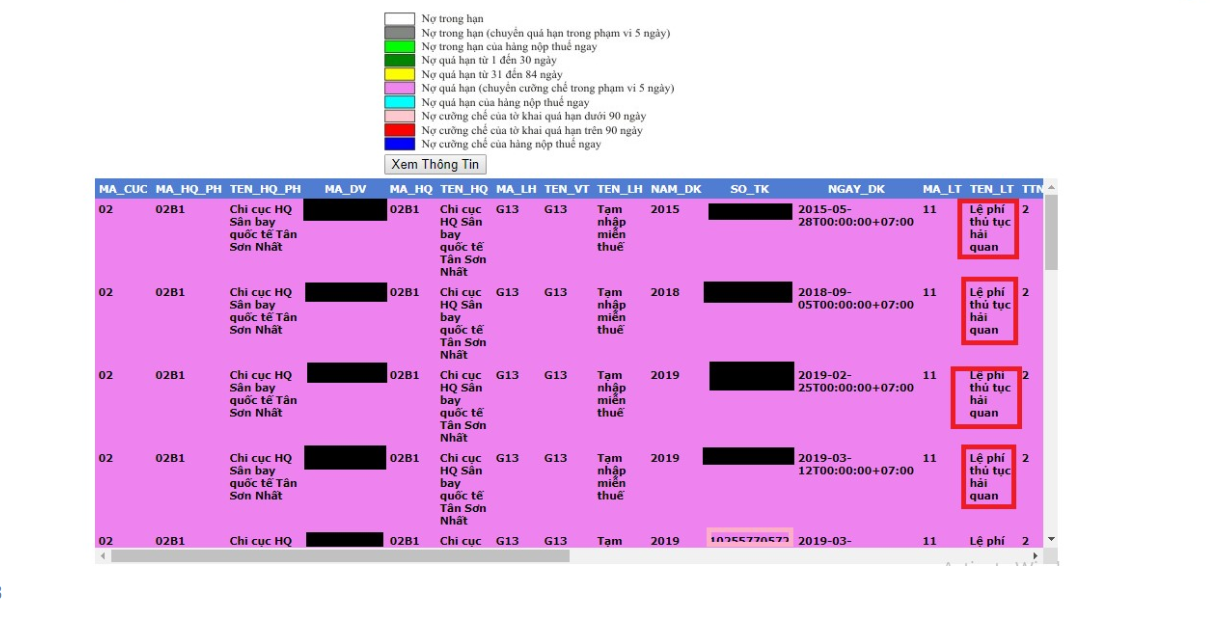 Nợ trong hạn
Nợ trong hạn (chuyển quá hạn trong phạm vi 5 ngày)
Nợ trong hạn của hàng nộp thuế ngay
Nợ quá hạn từ 1 đến 30 ngày
Nợ quá hạn từ 31 đến 84 ngày
Nợ quá hạn (chuyển cưỡng chế trong phạm vi 5 ngày)
Nợ quá hạn của hàng nộp thuế ngay
Nợ cưỡng chế của tờ khai quá hạn dưới 90 ngày
Nợ cưỡng chế của tờ khai quá hạn trên 90 ngày
Nợ cưỡng chế của hàng nộp thuế ngay
Xem Thông Tin
MA_CUC MA_HQ_PH TEN_HQ_PH MA_DV MA_HQ TEN_HQ MA_LH TEN_VT TEN_LH NAM_DK SO_TK NGAY_DK MA_LT TEN_LT TTN
02 02B1 Chi cục HQ 02B1 Chi cục G13 G13 Tạm 2015 2015-05- 11 Lệ phí 2
Sân bay HQ Sân nhập 28T00:00:00+07:00 thủ tục
quốc tế Tân bay miễn hải
Sơn Nhất quốc tế thuế quan
Tân Sơn
Nhất
02 02B1 Chi cục HQ 02B1 Chi cục G13 G13 Tạm 2018 2018-09- 11 Lệ phí 2
Sân bay HQ Sân nhập 05T00:00:00+07:00 thủ tục
quốc tế Tân bay miễn hải
Sơn Nhất quốc tế thuế quan
Tân Sơn
Nhất
02 02B1 Chi cục HQ 02B1 Chi cục G13 G13 Tạm 2019 2019-02- 11 Lệ phí 2
Sân bay HQ Sân nhập 25T00:00:00+07:00 thủ tục
quốc tế Tân bay miễn hải
Sơn Nhất quốc tế thuế quan
Tân Sơn
Nhất
02 02B1 Chi cục HQ 02B1 Chi cục G13 G13 Tạm 2019 2019-03- 11 Lệ phí 2
Sân bay HQ Sân nhập 12T00:00:00+07:00 thủ tục
quốc tế Tân bay miễn hải
Sơn Nhất quốc tế thuế quan
Tân Sơn
Nhất
02 02B1 Chi cục HQ 02B1 Chi cục G13 G13 Tạm 2019 2019-03- 11 Lệ phí 2